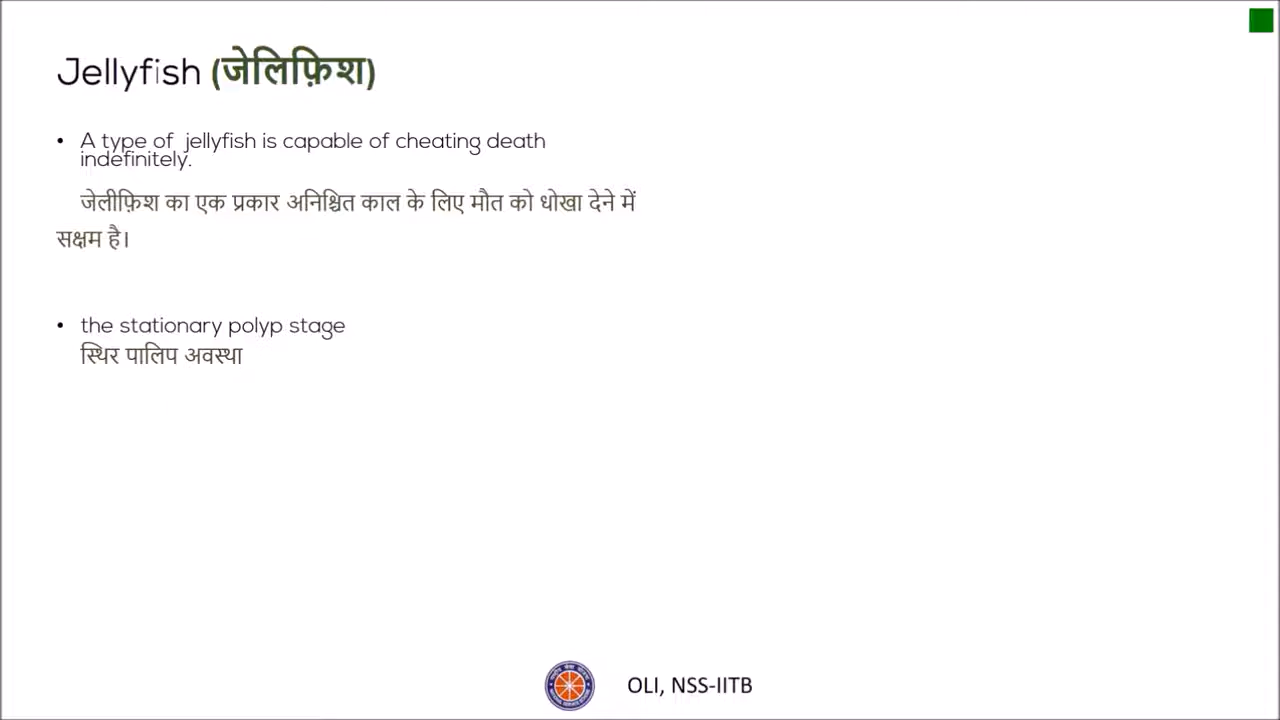 Jellyfish (जेलिफ़िश)
• A type of jellyfish is capable of cheating death
indefinitely.
जेलीफ़िश का एक प्रकार अनिश्चित काल के लिए मौत को धोखा देने में
सक्षम है।
• the stationary polyp stage
स्थिर पालिप अवस्था
OLI, NSS-IITB